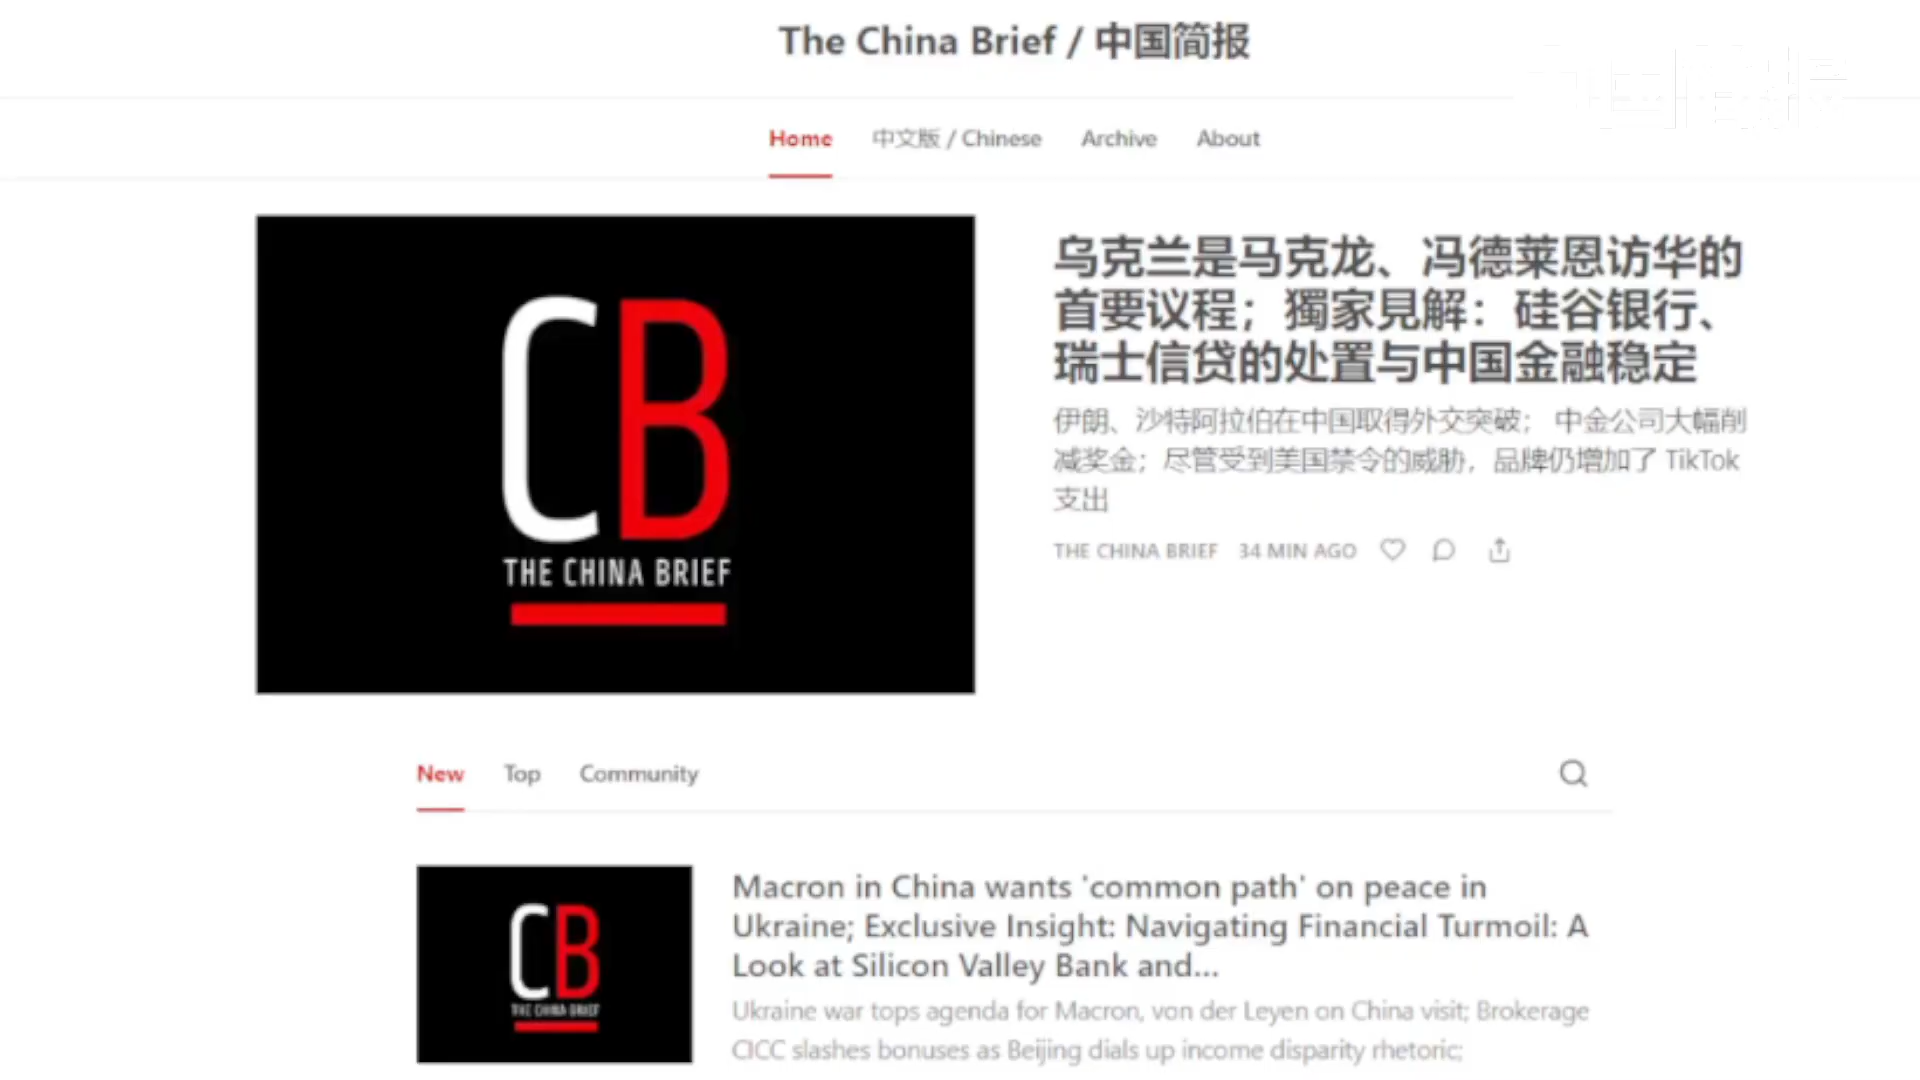 The China Brief / 中国简报
中国简报
Home 中文版 / Chinese Archive About
CB
THE CHINA BRIEF
乌克兰是马克龙、冯德莱恩访华的
首要议程；獨家見解：硅谷银行、
瑞士信贷的处置与中国金融稳定
伊朗、沙特阿拉伯在中国取得外交突破； 中金公司大幅削
减奖金；尽管受到美国禁令的威胁，品牌仍增加了 TikTok
支出
THE CHINA BRIEF 34 MIN AGO
New Top Community
CB
THE CHINA BRIEF
Macron in China wants 'common path' on peace in
Ukraine; Exclusive Insight: Navigating Financial Turmoil: A
Look at Silicon Valley Bank and...
Ukraine war tops agenda for Macron, von der Leyen on China visit; Brokerage
CICC slashes bonuses as Beijing dials up income disparity rhetoric;